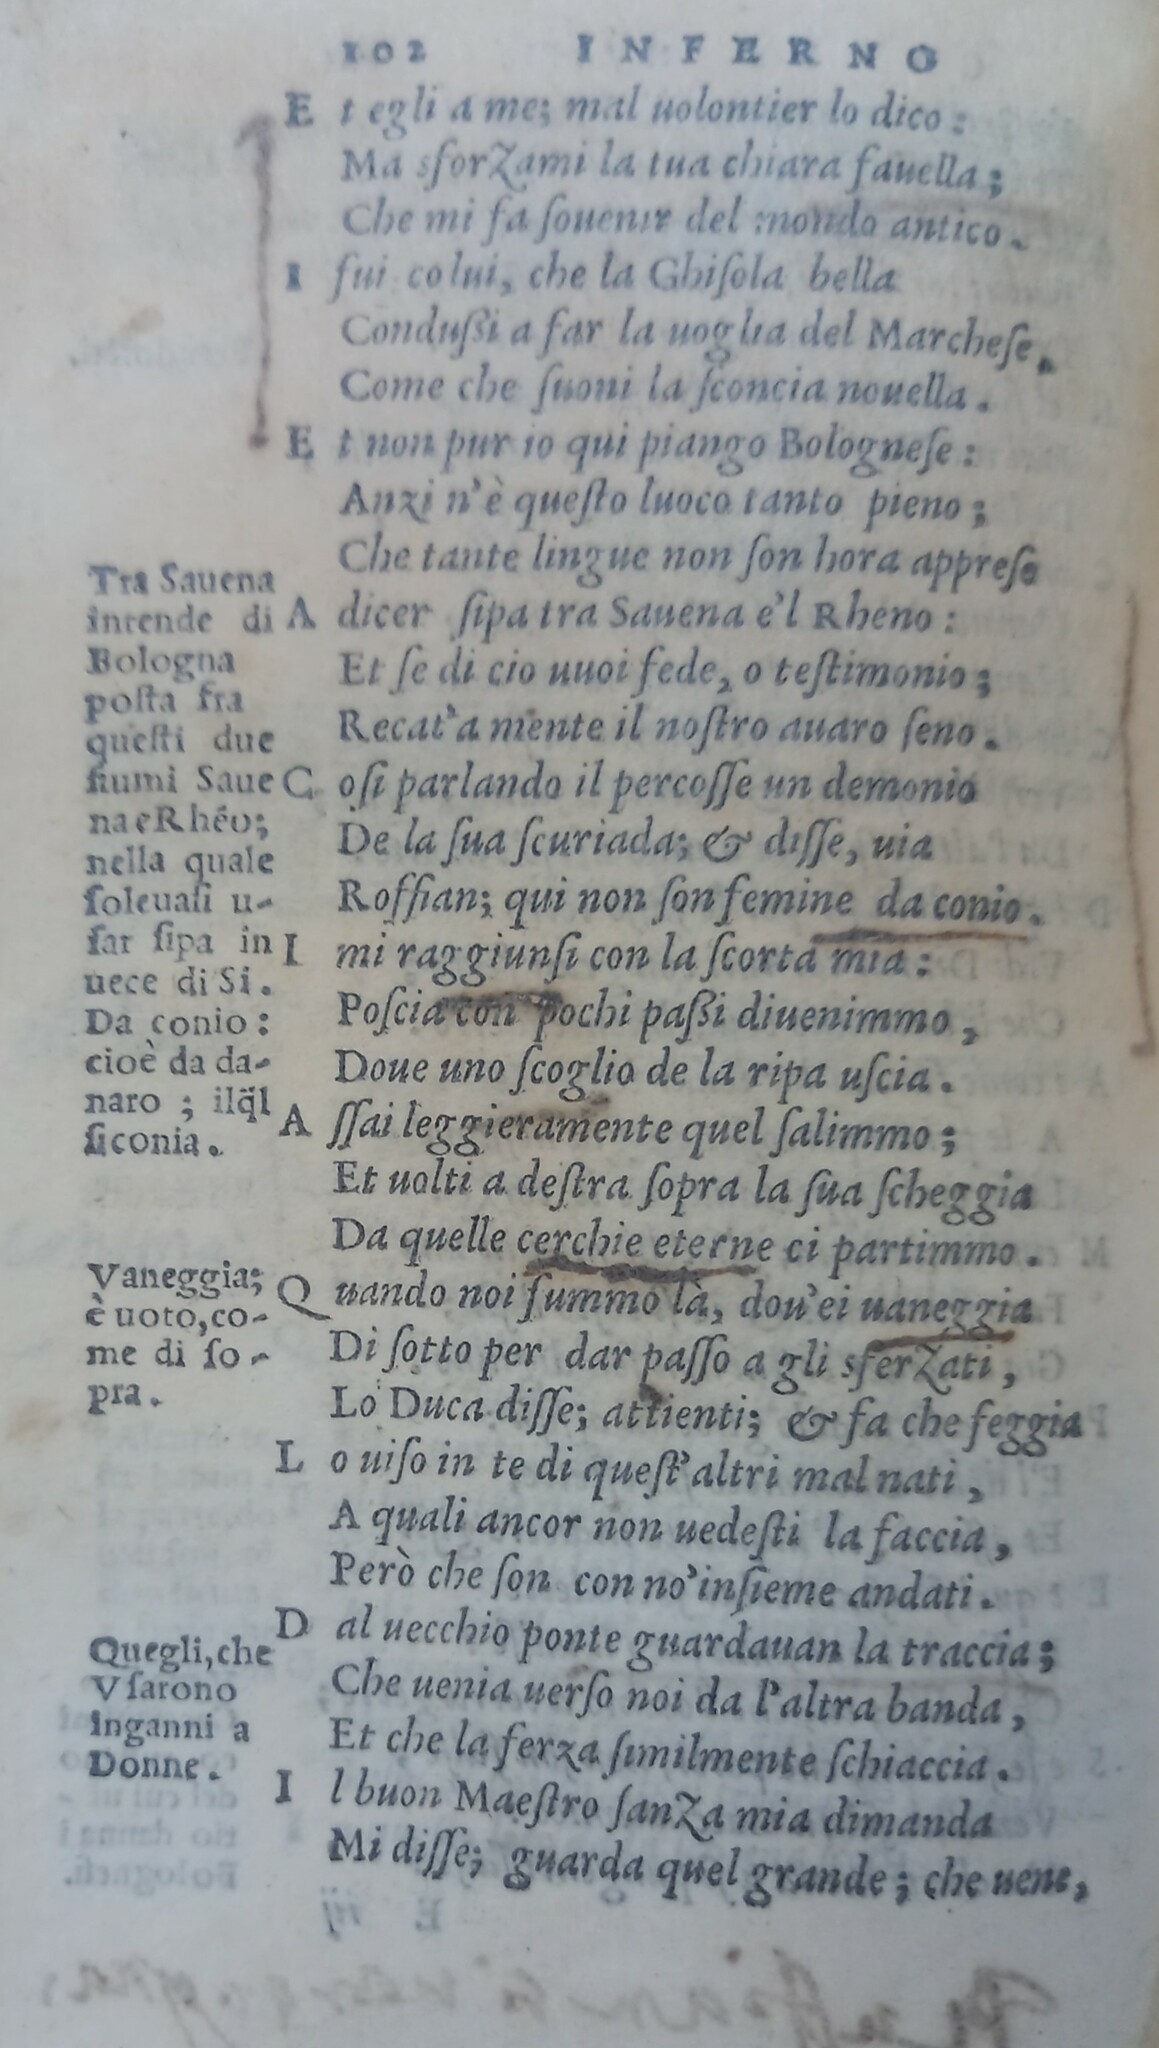 102 INFERNO
Et egli a me; mal uolontier lo dico:
Ma sforZami la tua chiara fauella;
Che mi fa ſouenir del mondo antico.
I fui colui, che la Ghiſola bella
Conduſſi a far la uoglia del Marcheſe,
Come che ſuoni la ſconcia nouella.
Et non pur io qui piango Bologneſe:
Anzi n'è queſto luoco tanto pieno;
Che tante lingue non ſon hora appreſe
A dicer ſipa tra Sauena e'l Rheno:
Et ſe di cio uuoi fede, o teſtimonio;
Recat'a mente il noſtro auaro ſeno.
Coſi parlando il percoſſe un demonio
De la ſua ſcuriada; & diſſe, uia
Roffian; qui non ſon femine da conio.
I mi raggiunſi con la ſcorta mia:
Poſcia con pochi paſſi diuenimmo,
Doue uno ſcoglio de la ripa uſcia.
Aſſai leggieramente quel ſalimmo;
Et uolti a deſtra ſopra la ſua ſcheggia
Da quelle cerchie eterne ci partimmo.
Quando noi fummo là, dou'ei uaneggia
Di ſotto per dar paſſo a gli sferZati,
Lo Duca diſſe; attienti; & fa che feggia
Lo uiſo in te di queſt'altri mal nati,
A quali ancor non uedeſti la faccia,
Però che ſon con no'inſieme andati.
Dal uecchio ponte guardauan la traccia;
Che uenia uerſo noi da l'altra banda,
Et che la ferza ſimilmente ſchiaccia.
Il buon Maeſtro ſanZa mia dimanda
Mi diſſe; guarda quel grande; che uene,
Tra Sauena
intende di
Bologna
poſta fra
queſti due
fiumi Saue
na e Rhéo;
nella quale
ſoleuaſi u-
ſar ſipa in
uece di Si.
Da conio:
cioè da da-
naro; ilq̃l
ſi conia.
Vaneggia;
è uoto, co-
me di ſo-
pra.
Quegli, che
Vſarono
inganni a
Donne.